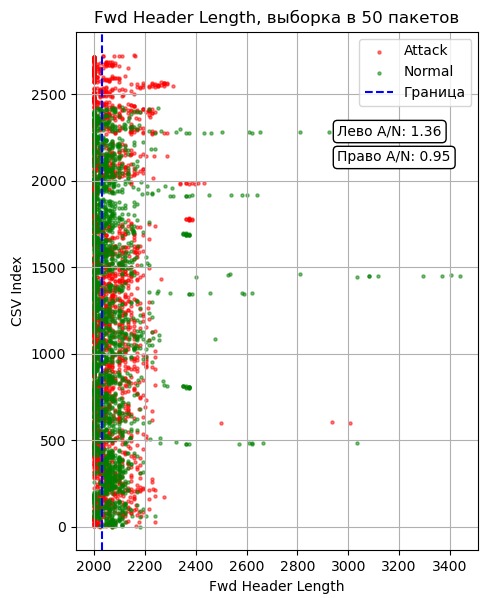 Fwd Header Length, выборка в 50 пакетов
Attack
Normal
Граница
Лево A/N: 1.36
Право A/N: 0.95
CSV Index
2500
2000
1500
1000
500
0
2000 2200 2400 2600 2800 3000 3200 3400
Fwd Header Length